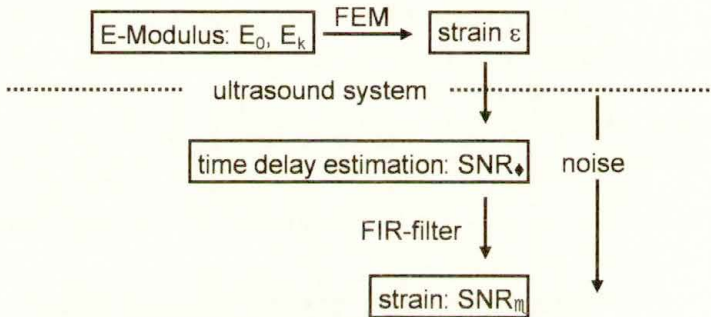 FEM
E-Modulus: E₀, Eₖ
strain ε
ultrasound system
time delay estimation: SNR♦
noise
FIR-filter
strain: SNR♏